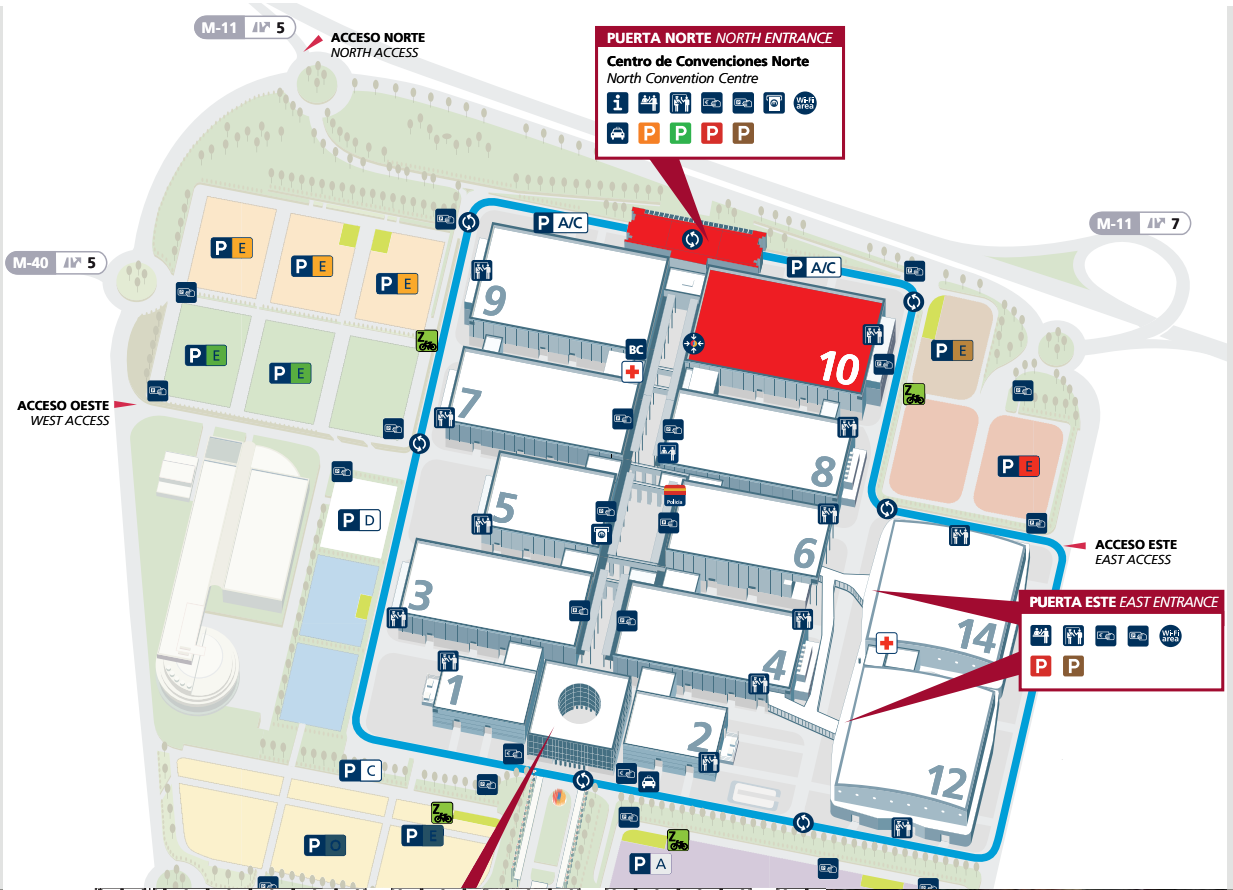 M-11 5
ACCESO NORTE
NORTH ACCESS
PUERTA NORTE NORTH ENTRANCE
Centro de Convenciones Norte
North Convention Centre
i
Wi-Fi
area
P P P P
M-11 7
M-40 5
P A/C
P A/C
P E
P E
P E
P E
P E
P E
P E
9
10
BC
Z
Z
7
8
ACCESO OESTE
WEST ACCESS
P D
5
Policía
6
ACCESO ESTE
EAST ACCESS
3
4
14
PUERTA ESTE EAST ENTRANCE
Wi-Fi
area
P P
1
2
12
P C
Z
P O
P E
Z
P A